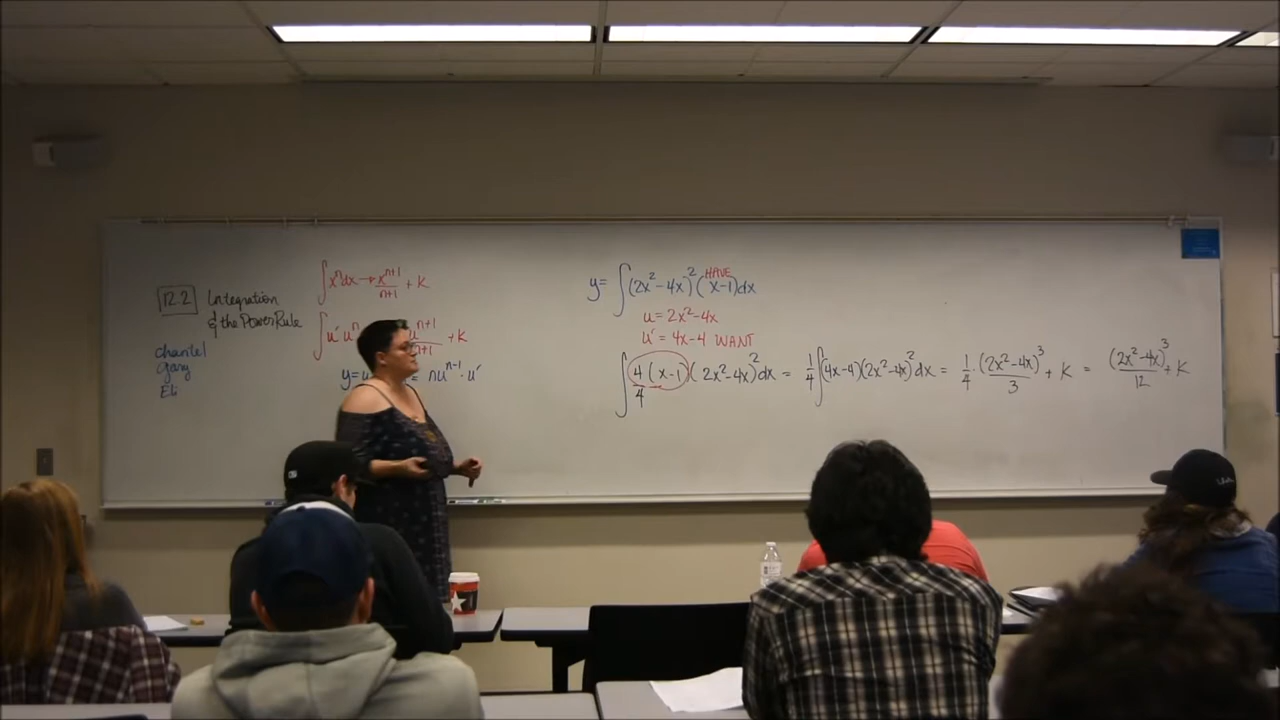 12.2 Integration
& the Power Rule
Chantel
Gary
Eli
∫xⁿdx → xⁿ⁺¹/n+1 + K
∫u' uⁿ uⁿ⁺¹/n+1 + K
y=u = nuⁿ⁻¹·u'
y= ∫(2x²-4x)²(x-1)dx
HAVE
u = 2x²-4x
u' = 4x-4 WANT
∫ 4/4 (x-1)(2x²-4x)²dx = 1/4 ∫(4x-4)(2x²-4x)²dx = 1/4 · (2x²-4x)³/3 + K = (2x²-4x)³/12 + K